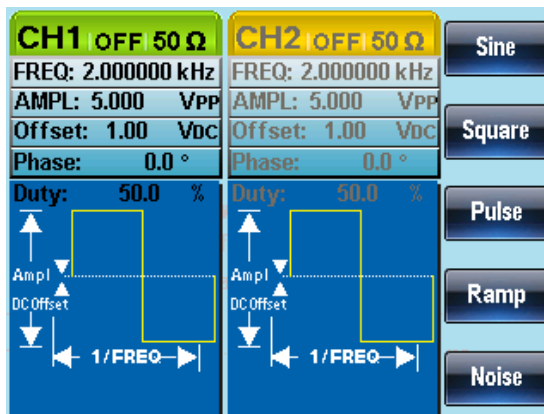 CH1 OFF 50 Ω
FREQ: 2.000000 kHz
AMPL: 5.000 VPP
Offset: 1.00 VDC
Phase: 0.0 °
Duty: 50.0 %
Ampl
DC Offset
1/FREQ
CH2 OFF 50 Ω
FREQ: 2.000000 kHz
AMPL: 5.000 VPP
Offset: 1.00 VDC
Phase: 0.0 °
Duty: 50.0 %
Ampl
DC Offset
1/FREQ
Sine
Square
Pulse
Ramp
Noise